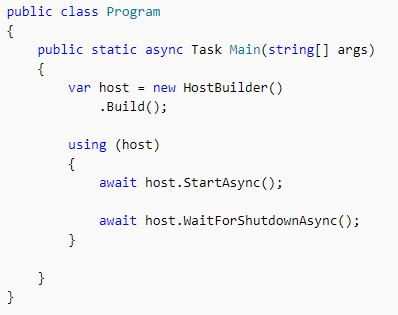 public class Program
{
    public static async Task Main(string[] args)
    {
        var host = new HostBuilder()
            .Build();

        using (host)
        {
            await host.StartAsync();

            await host.WaitForShutdownAsync();
        }

    }
}